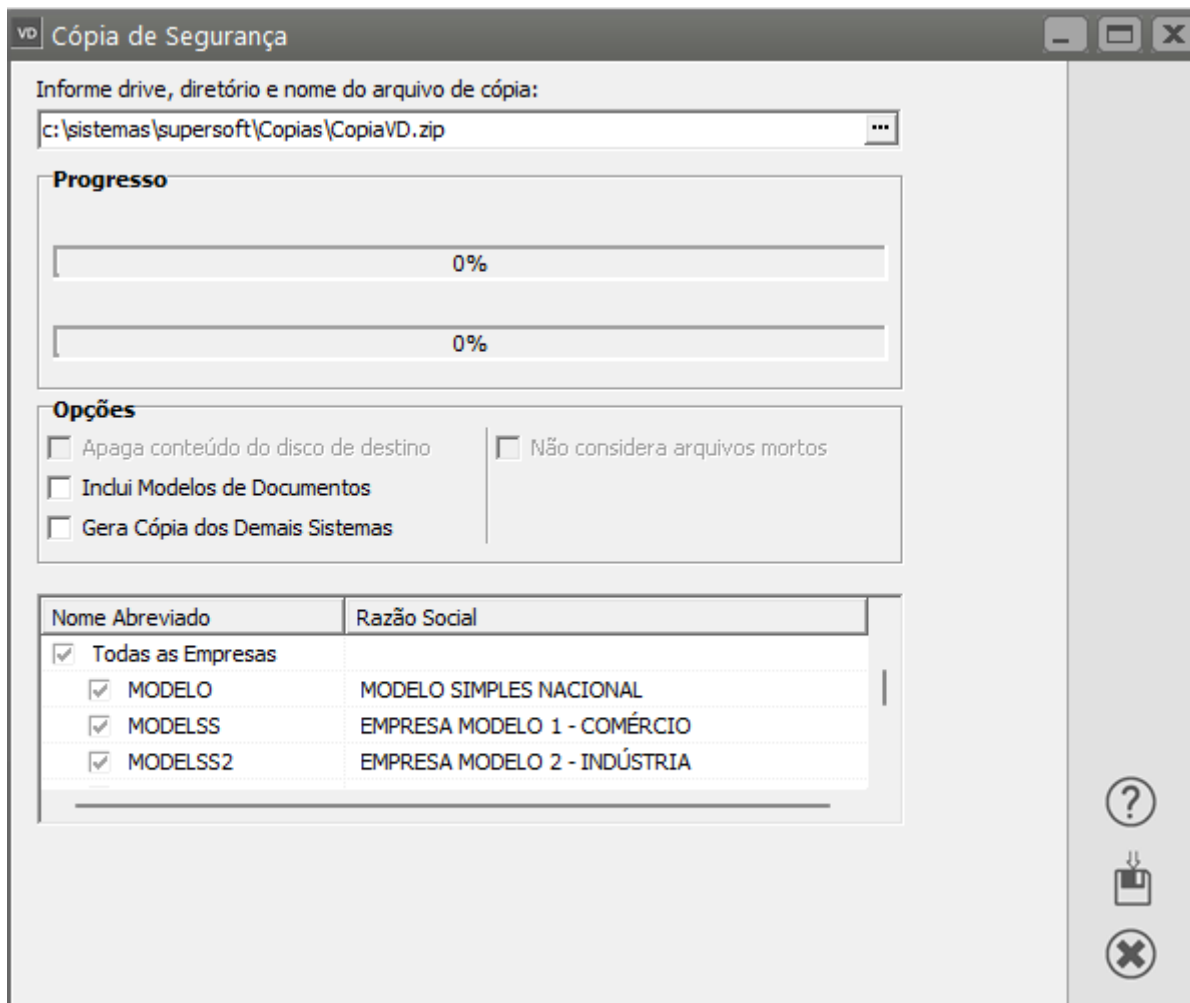 VD Cópia de Segurança
Informe drive, diretório e nome do arquivo de cópia:
c:\sistemas\supersoft\Copias\CopiaVD.zip ...
Progresso
0%
0%
Opções
Apaga conteúdo do disco de destino
Não considera arquivos mortos
Inclui Modelos de Documentos
Gera Cópia dos Demais Sistemas
Nome Abreviado Razão Social
Todas as Empresas
MODELO MODELO SIMPLES NACIONAL
MODELSS EMPRESA MODELO 1 - COMÉRCIO
MODELSS2 EMPRESA MODELO 2 - INDÚSTRIA
?